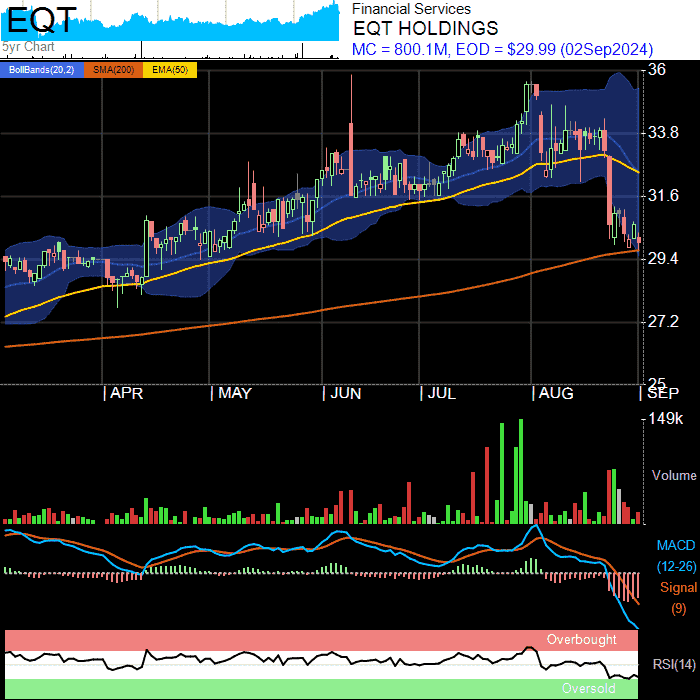 EQT
5yr Chart
Financial Services
EQT HOLDINGS
MC = 800.1M, EOD = $29.99 (02Sep2024)
BollBands(20,2) SMA(200) EMA(50)
36
33.8
31.6
29.4
27.2
25
APR MAY JUN JUL AUG SEP
149k
Volume
MACD
(12-26)
Signal
(9)
Overbought
RSI(14)
Oversold